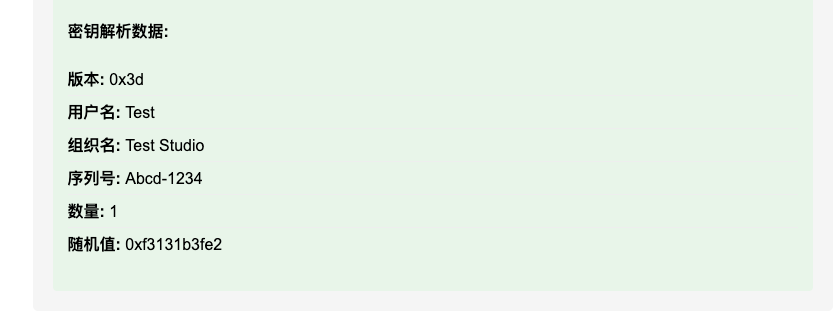 密钥解析数据:
版本: 0x3d
用户名: Test
组织名: Test Studio
序列号: Abcd-1234
数量: 1
随机值: 0xf3131b3fe2